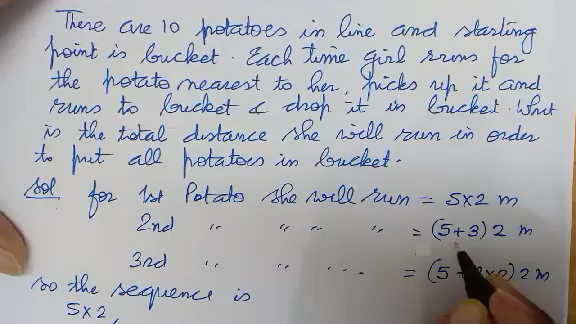 There are 10 potatoes in line and starting
point is bucket. Each time girl runs for
the potato nearest to her, picks up it and
runs to bucket & drop it in bucket. What
is the total distance she will run in order
to put all potatoes in bucket.
Sol for 1st Potato she will run = 5x2 m
2nd " " " " = (5+3) 2 m
3rd " " ... = (5 + x2) 2 m
so the sequence is
5x2,